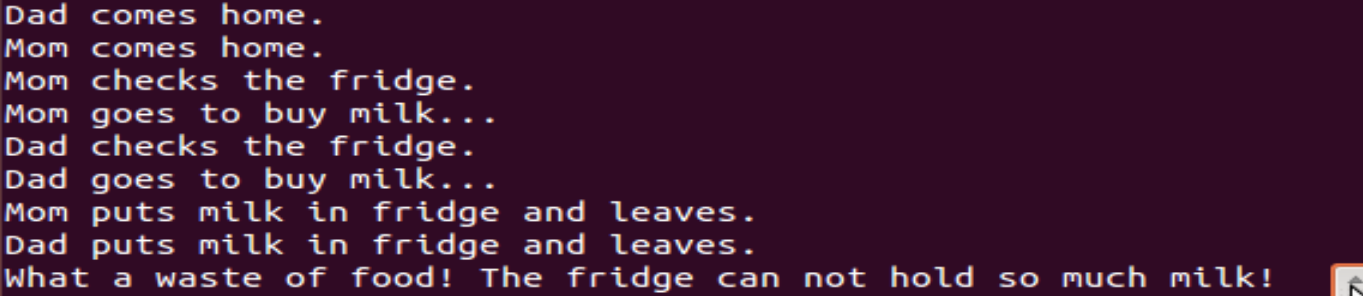 Dad comes home.
Mom comes home.
Mom checks the fridge.
Mom goes to buy milk...
Dad checks the fridge.
Dad goes to buy milk...
Mom puts milk in fridge and leaves.
Dad puts milk in fridge and leaves.
What a waste of food! The fridge can not hold so much milk!